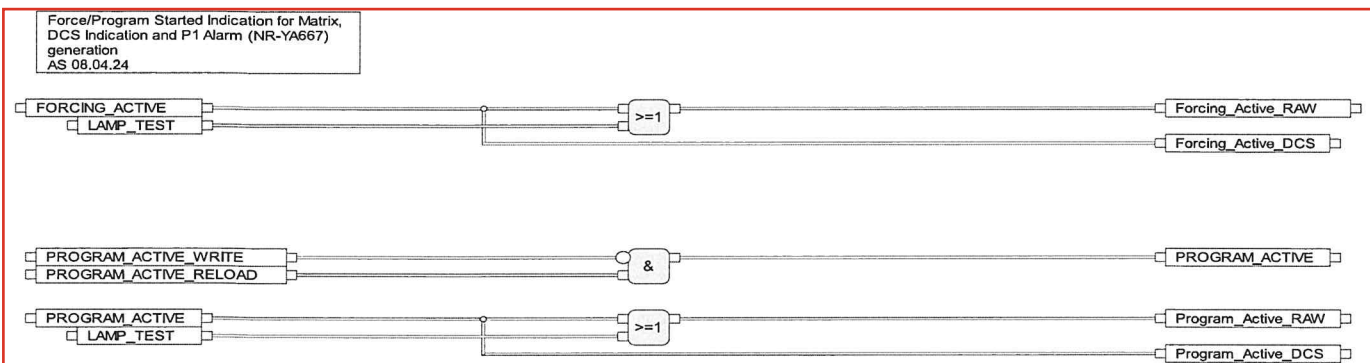 Force/Program Started Indication for Matrix,
DCS Indication and P1 Alarm (NR-YA667)
generation
AS 08.04.24
FORCING_ACTIVE
LAMP_TEST
>=1
Forcing_Active_RAW
Forcing_Active_DCS
PROGRAM_ACTIVE_WRITE
PROGRAM_ACTIVE_RELOAD
&
PROGRAM_ACTIVE
PROGRAM_ACTIVE
LAMP_TEST
>=1
Program_Active_RAW
Program_Active_DCS